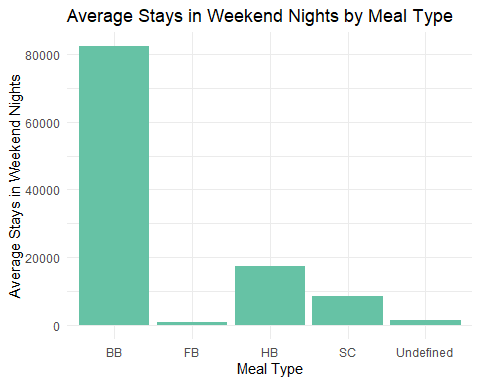 Average Stays in Weekend Nights by Meal Type
Average Stays in Weekend Nights
80000
60000
40000
20000
0
BB FB HB SC Undefined
Meal Type